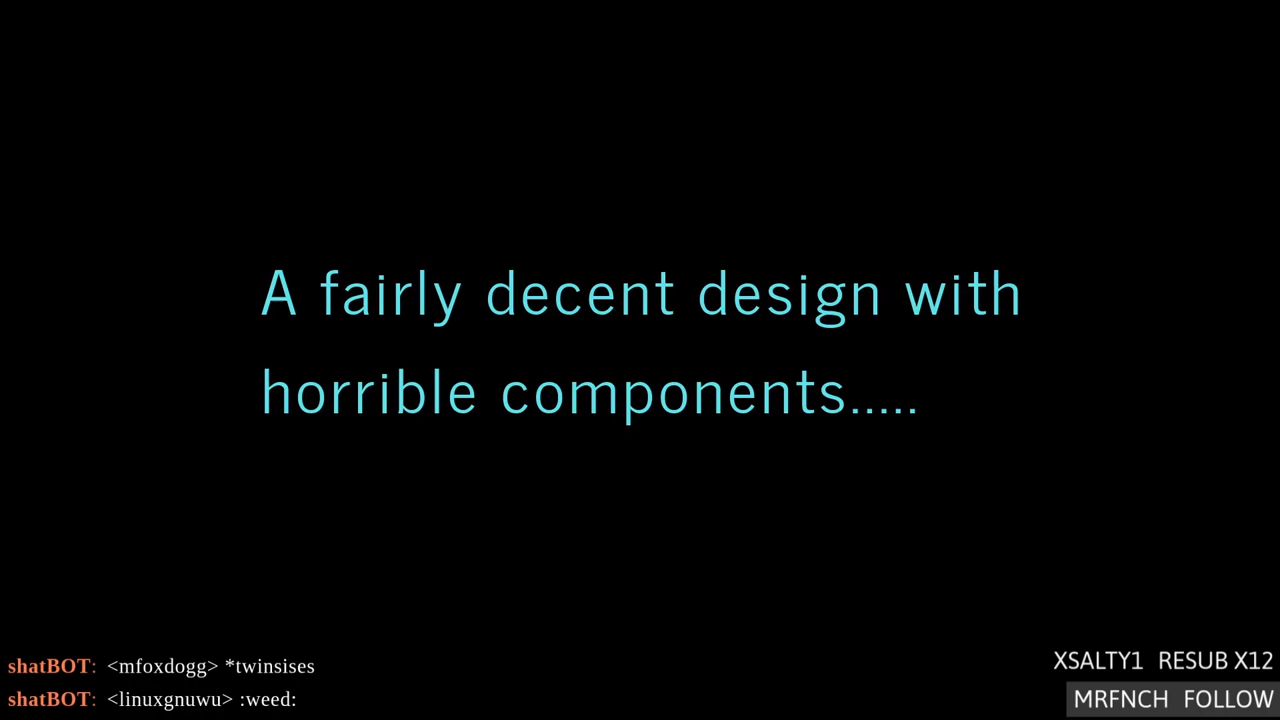 A fairly decent design with
horrible components.....
shatBOT: <mfoxdogg> *twinsises
shatBOT: <linuxgnuwu> :weed:
XSALTY1 RESUB X12
MRFNCH FOLLOW